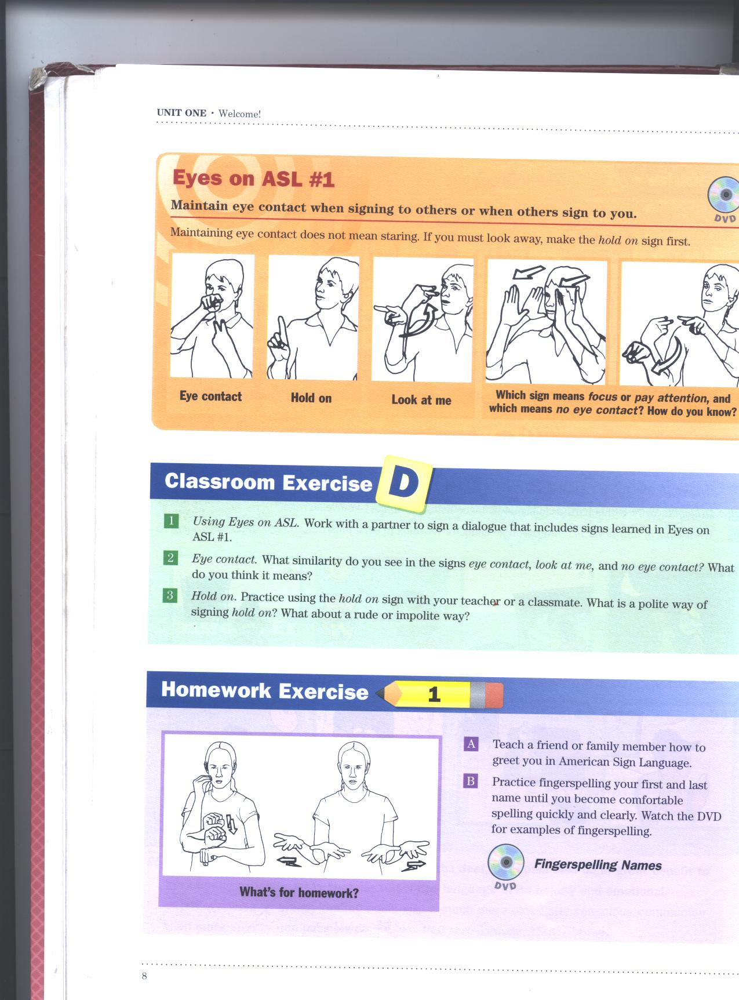 UNIT ONE • Welcome!
Eyes on ASL #1
DVD
Maintain eye contact when signing to others or when others sign to you.
Maintaining eye contact does not mean staring. If you must look away, make the hold on sign first.
Eye contact
Hold on
Look at me
Which sign means focus or pay attention, and
which means no eye contact? How do you know?
Classroom Exercise D
1 Using Eyes on ASL. Work with a partner to sign a dialogue that includes signs learned in Eyes on
ASL #1.
2 Eye contact. What similarity do you see in the signs eye contact, look at me, and no eye contact? What
do you think it means?
3 Hold on. Practice using the hold on sign with your teacher or a classmate. What is a polite way of
signing hold on? What about a rude or impolite way?
Homework Exercise 1
What's for homework?
A Teach a friend or family member how to
greet you in American Sign Language.
B Practice fingerspelling your first and last
name until you become comfortable
spelling quickly and clearly. Watch the DVD
for examples of fingerspelling.
DVD
Fingerspelling Names
8